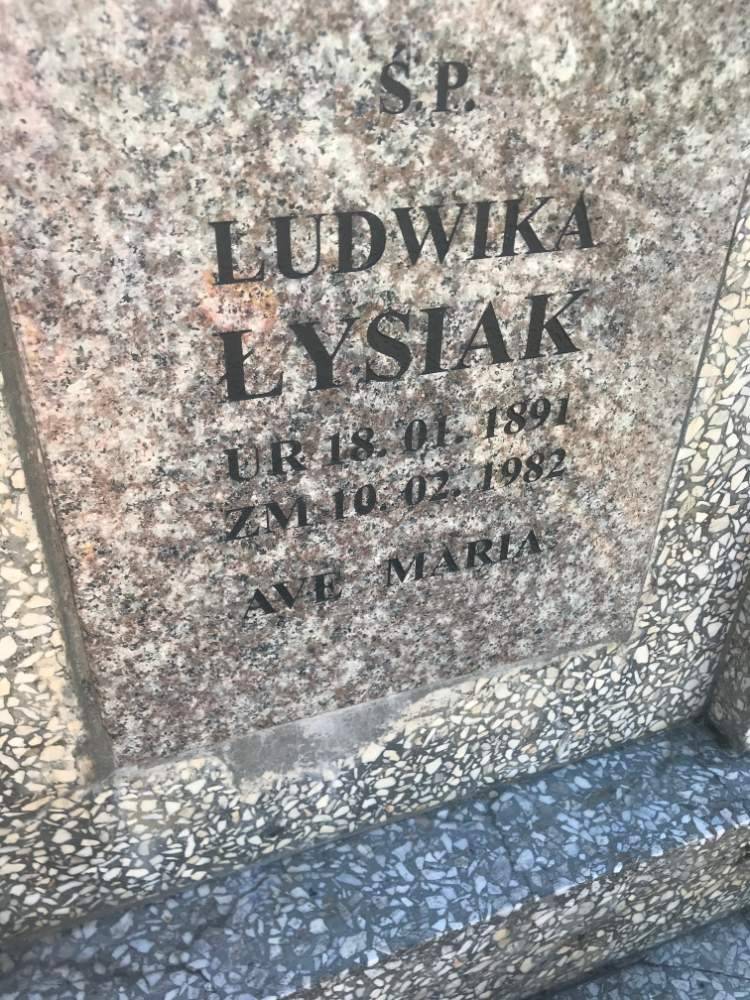 Ś.P.
LUDWIKA
ŁYSIAK
UR 18. 01. 1891
ZM 10. 02. 1982
AVE MARIA